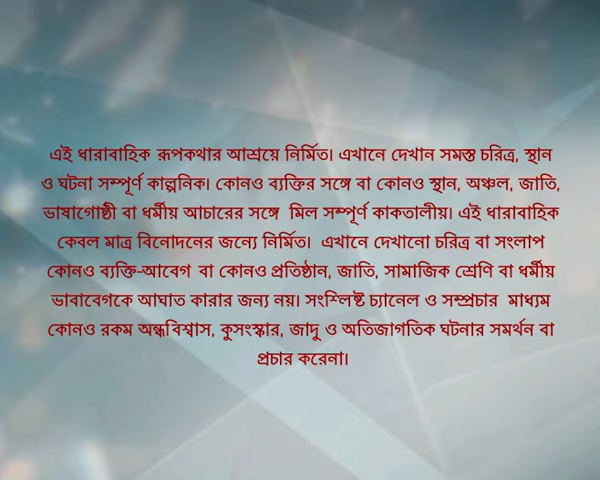 এই ধারাবাহিক রূপকথার আশ্রয়ে নির্মিত। এখানে দেখান সমস্ত চরিত্র, স্থান
ও ঘটনা সম্পূর্ণ কাল্পনিক। কোনও ব্যক্তির সঙ্গে বা কোনও স্থান, অঞ্চল, জাতি,
ভাষাগোষ্ঠী বা ধর্মীয় আচারের সঙ্গে মিল সম্পূর্ণ কাকতালীয়। এই ধারাবাহিক
কেবল মাত্র বিনোদনের জন্যে নির্মিত। এখানে দেখানো চরিত্র বা সংলাপ
কোনও ব্যক্তি-আবেগ বা কোনও প্রতিষ্ঠান, জাতি, সামাজিক শ্রেণি বা ধর্মীয়
ভাবাবেগকে আঘাত কারার জন্য নয়। সংশ্লিষ্ট চ্যানেল ও সম্প্রচার মাধ্যম
কোনও রকম অন্ধবিশ্বাস, কুসংস্কার, জাদু ও অতিজাগতিক ঘটনার সমর্থন বা
প্রচার করেনা।